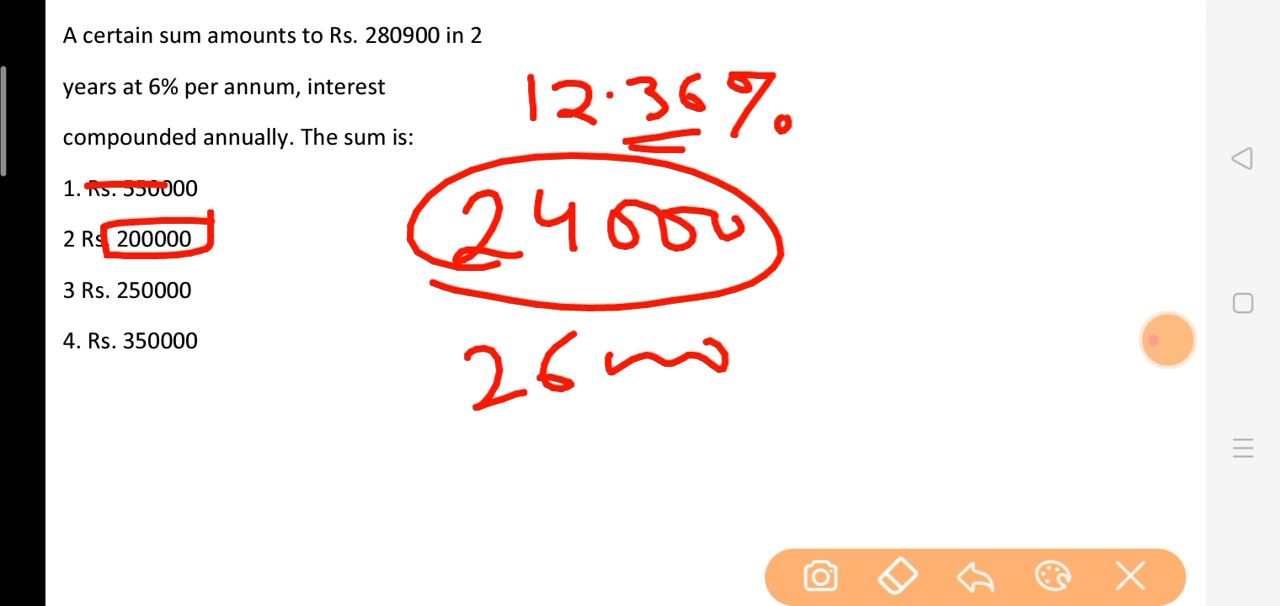 A certain sum amounts to Rs. 280900 in 2
years at 6% per annum, interest
compounded annually. The sum is:
1. Rs. 550000
2 Rs 200000
3 Rs. 250000
4. Rs. 350000
12.36%
24000